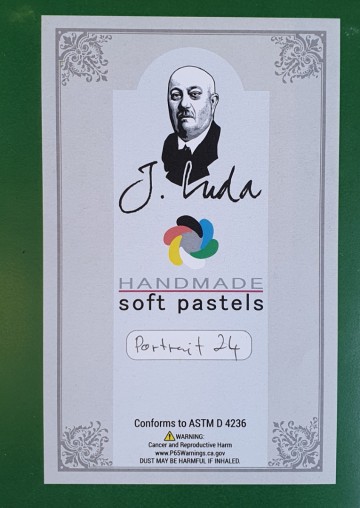 J. Luda
HANDMADE
soft pastels
Portrait 24
Conforms to ASTM D 4236
WARNING:
Cancer and Reproductive Harm
www.P65Warnings.ca.gov
DUST MAY BE HARMFUL IF INHALED.